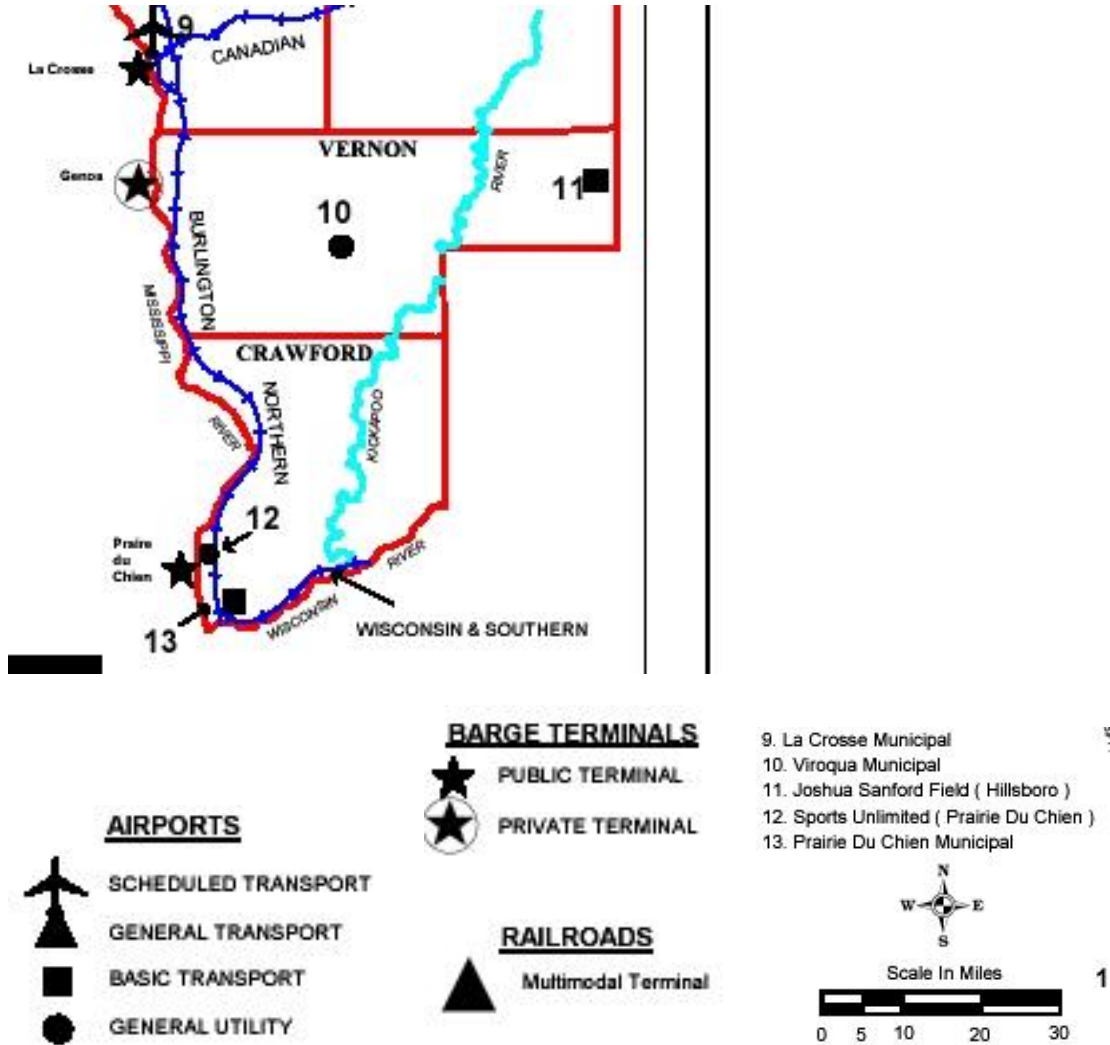 9
CANADIAN
La Crosse
VERNON
Genoa
RIVER
11
10
BURLINGTON
MISSISSIPPI
CRAWFORD
NORTHERN
KICKAPOO
RIVER
12
Praire
du
Chien
RIVER
WISCONSIN
WISCONSIN & SOUTHERN
13
BARGE TERMINALS
PUBLIC TERMINAL
PRIVATE TERMINAL
AIRPORTS
SCHEDULED TRANSPORT
GENERAL TRANSPORT
BASIC TRANSPORT
GENERAL UTILITY
RAILROADS
Multimodal Terminal
9. La Crosse Municipal
10. Viroqua Municipal
11. Joshua Sanford Field ( Hillsboro )
12. Sports Unlimited ( Prairie Du Chien )
13. Prairie Du Chien Municipal
N
W E
S
Scale In Miles
0 5 10 20 30
1